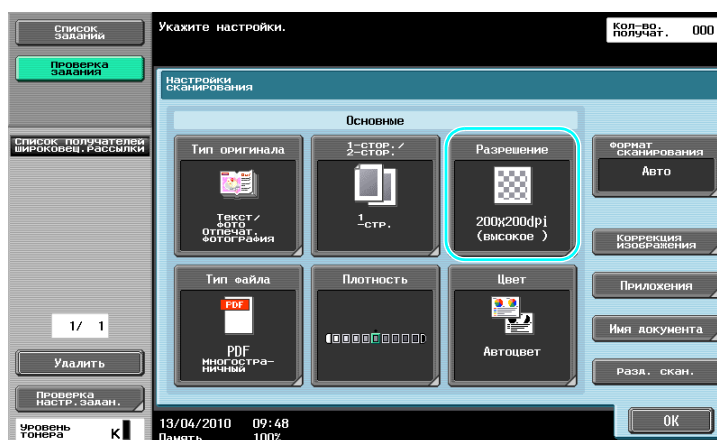 Список
заданий
Укажите настройки.
Кол-во.
получат. 000
Проверка
задания
Настройки
сканирования
Основные
Список получателей
широковещ.рассылки
Тип оригинала
1-стор./
2-стор.
Разрешение
Формат
сканирования
Авто
Текст/
фото
отпечат.
фотография
1
-стр.
200X200dpi
(высокое )
Коррекция
изображения
Тип файла
Плотность
Цвет
Приложения
PDF
PDF
многостра-
ничный
Автоцвет
1/ 1
Имя документа
Удалить
Разд. скан.
Проверка
настр.задан.
OK
Уровень
тонера K
13/04/2010 09:48
Память 100%